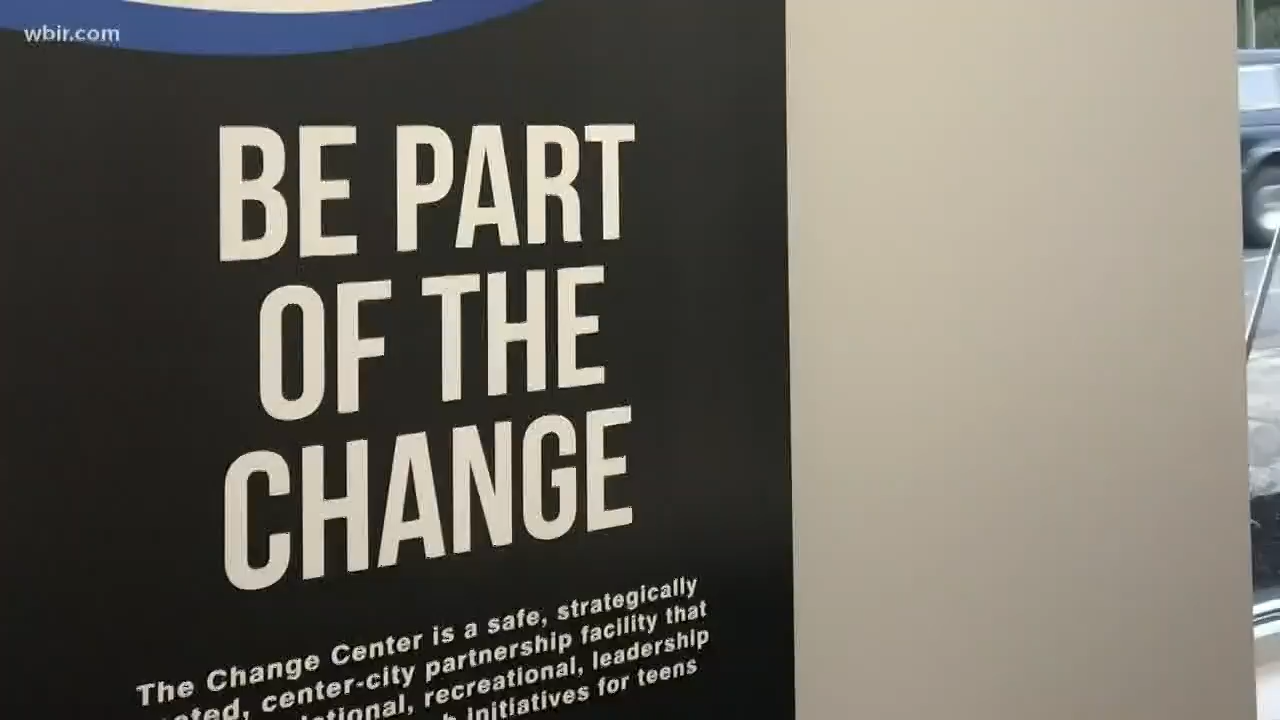 wbir.com
BE PART
OF THE
CHANGE
The Change Center is a safe, strategically
center-city partnership facility that
recreational, leadership
initiatives for teens